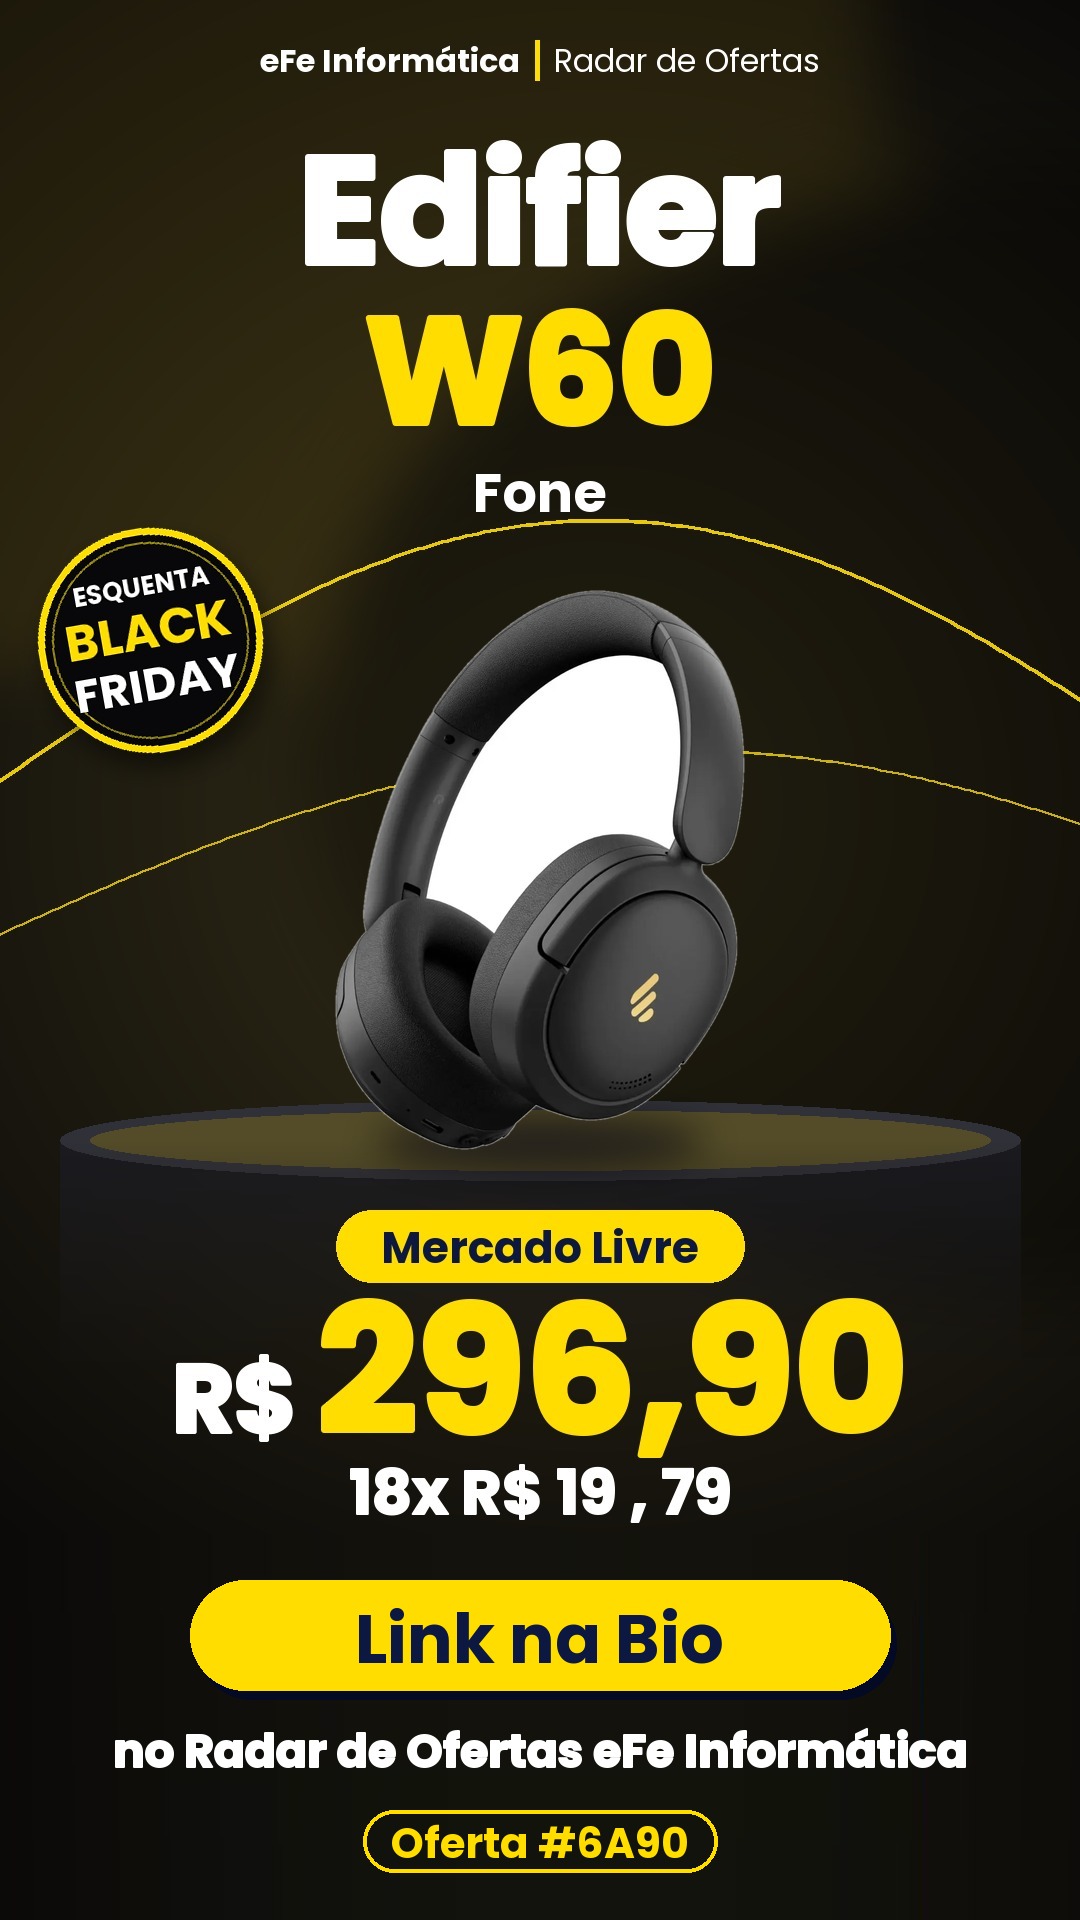 eFe Informática | Radar de Ofertas
Edifier
W60
Fone
ESQUENTA
BLACK
FRIDAY
Mercado Livre
R$ 296,90
18x R$ 19 , 79
Link na Bio
no Radar de Ofertas eFe Informática
Oferta #6A90